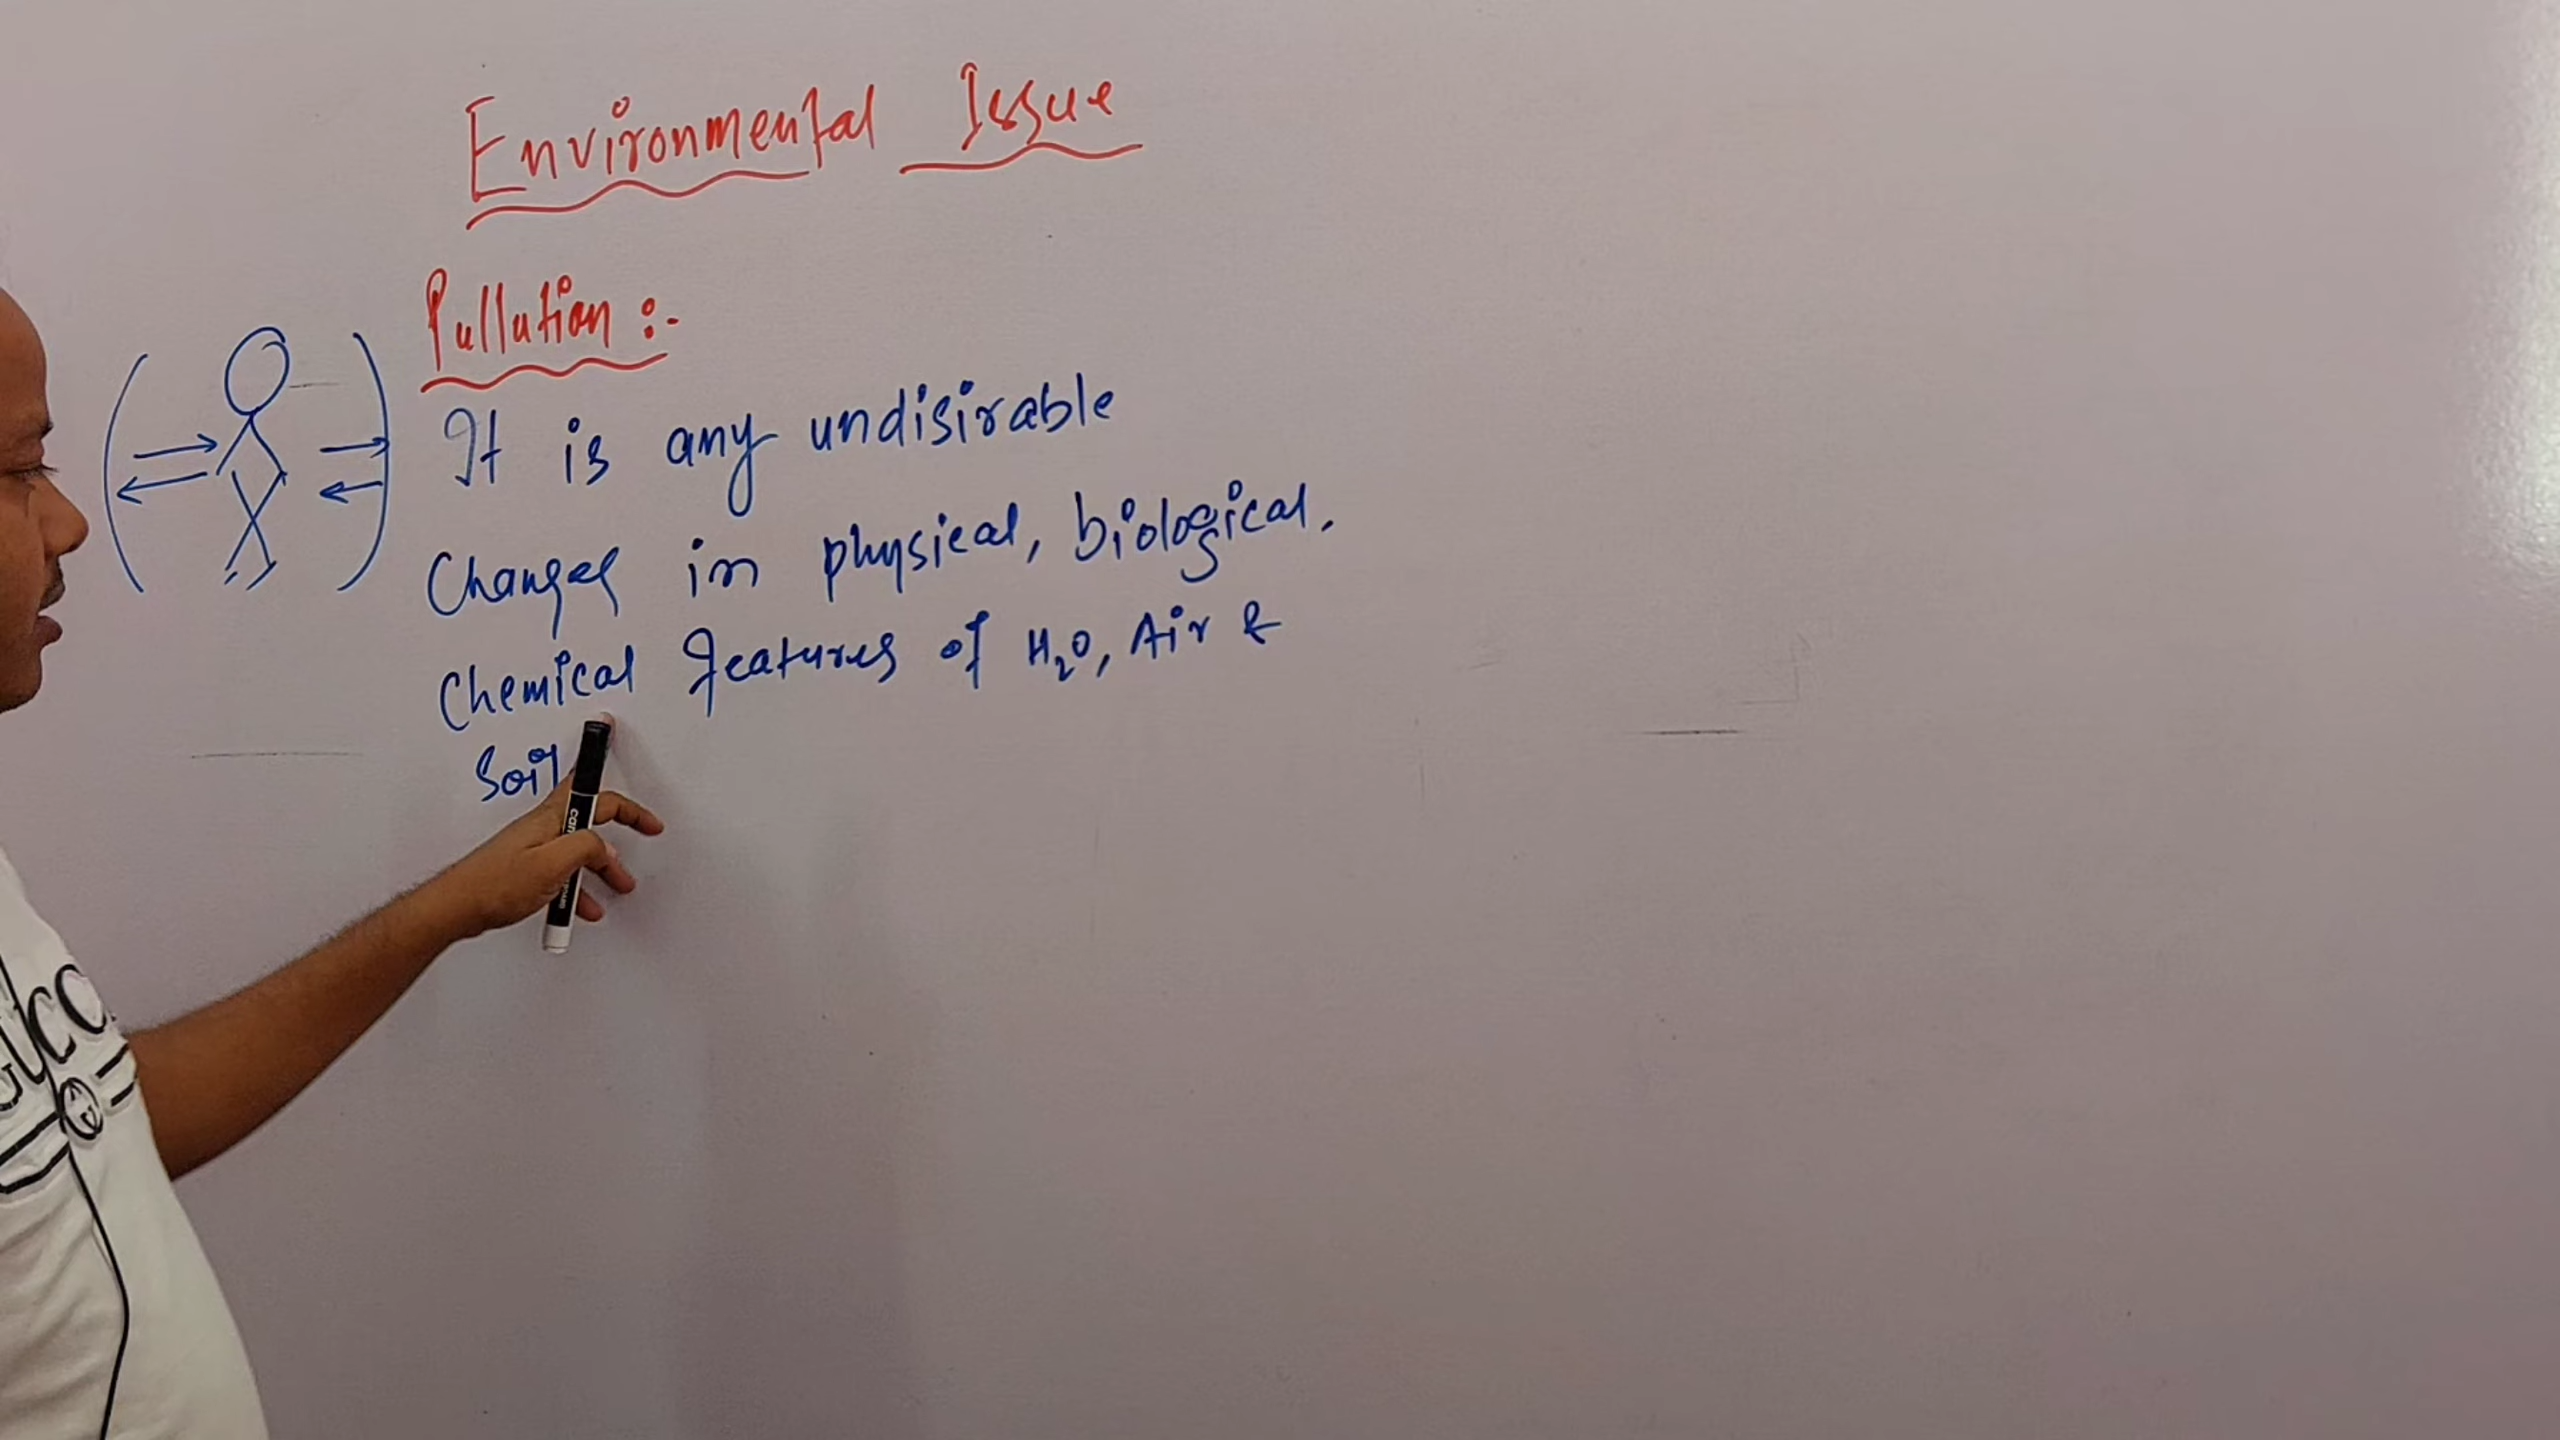 Environmental Issue
Pullution :-
It is any undisirable
Changes in physical, biological,
Chemical features of H₂O, Air &
Soil